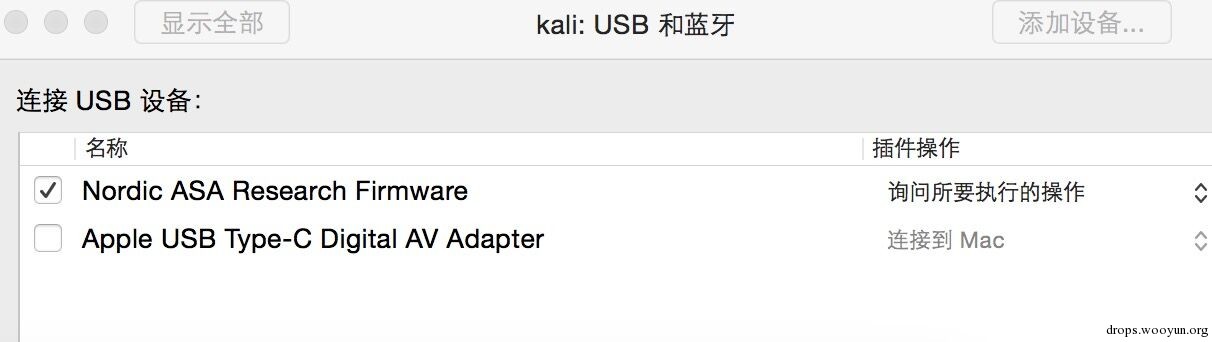 显示全部 kali: USB 和蓝牙 添加设备...
连接 USB 设备：
名称 插件操作
Nordic ASA Research Firmware 询问所要执行的操作
Apple USB Type-C Digital AV Adapter 连接到 Mac
drops.wooyun.org